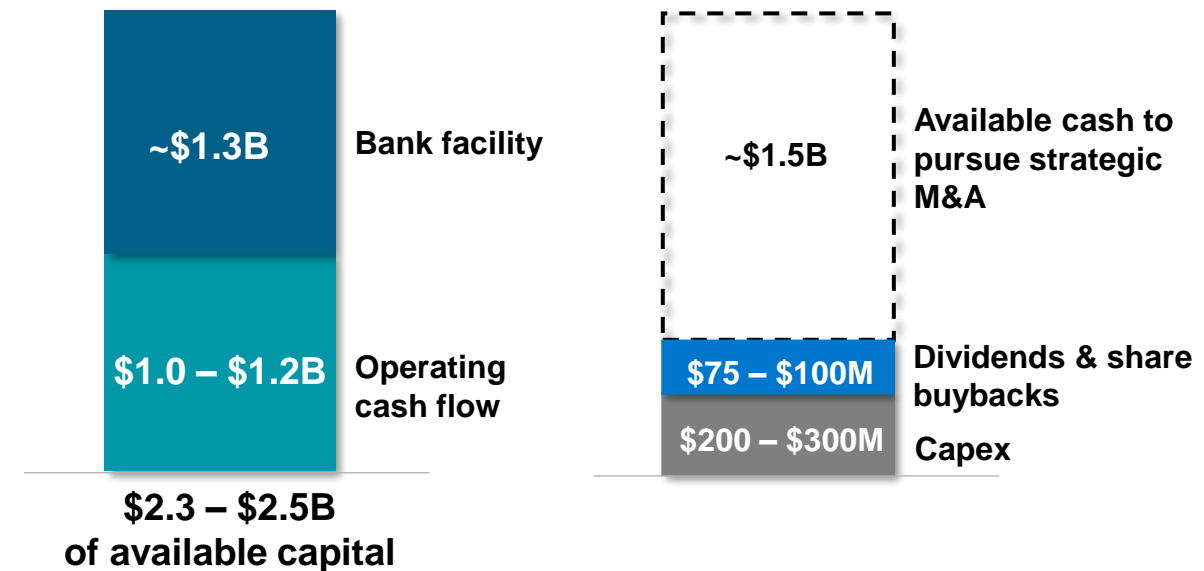 ~$1.3B
Bank facility
$1.0 – $1.2B
Operating
cash flow
$2.3 – $2.5B
of available capital
~$1.5B
Available cash to
pursue strategic
M&A
$75 – $100M
Dividends & share
buybacks
$200 – $300M
Capex